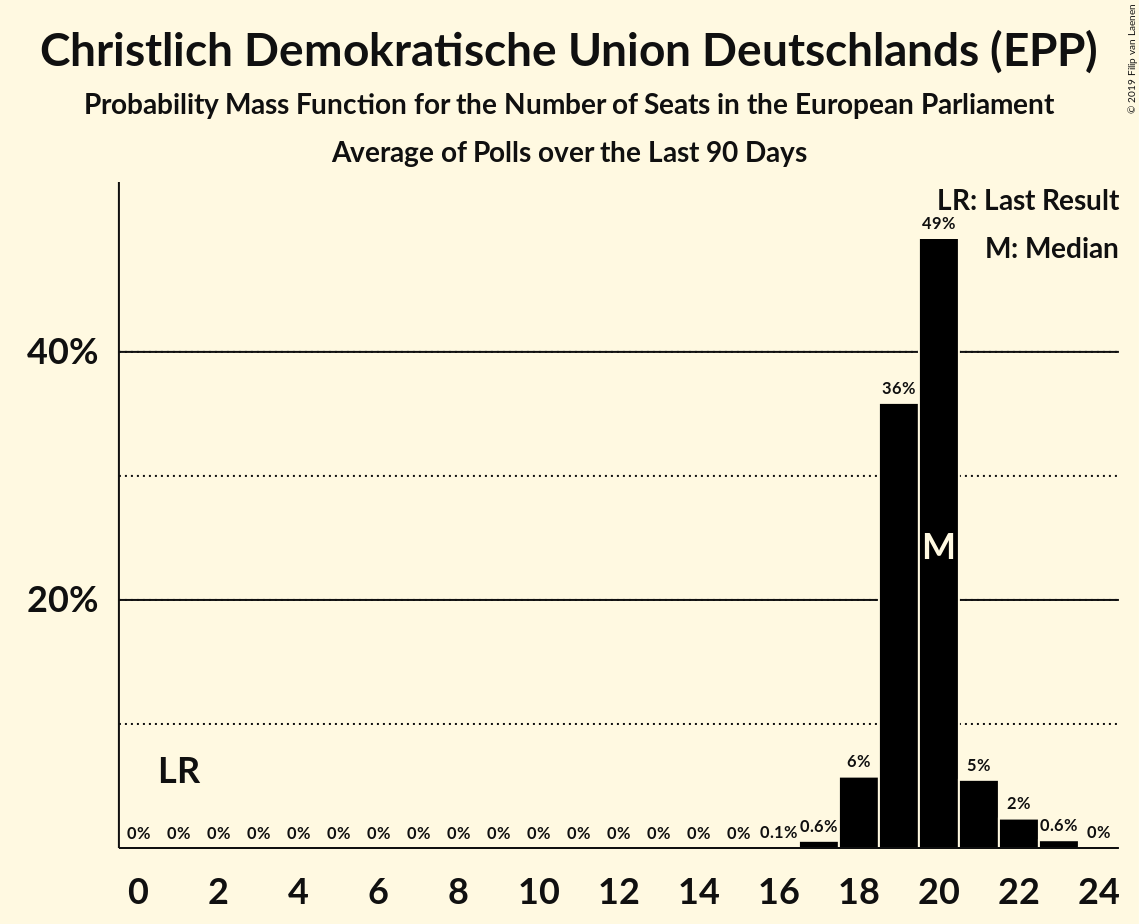 Christlich Demokratische Union Deutschlands (EPP)
Probability Mass Function for the Number of Seats in the European Parliament
Average of Polls over the Last 90 Days
© 2019 Filip van Laenen
LR: Last Result
M: Median
49%
40%
36%
M
20%
LR
6%
5%
2%
0% 0% 0% 0% 0% 0% 0% 0% 0% 0% 0% 0% 0% 0% 0% 0% 0.1% 0.6% 0.6% 0%
0 2 4 6 8 10 12 14 16 18 20 22 24